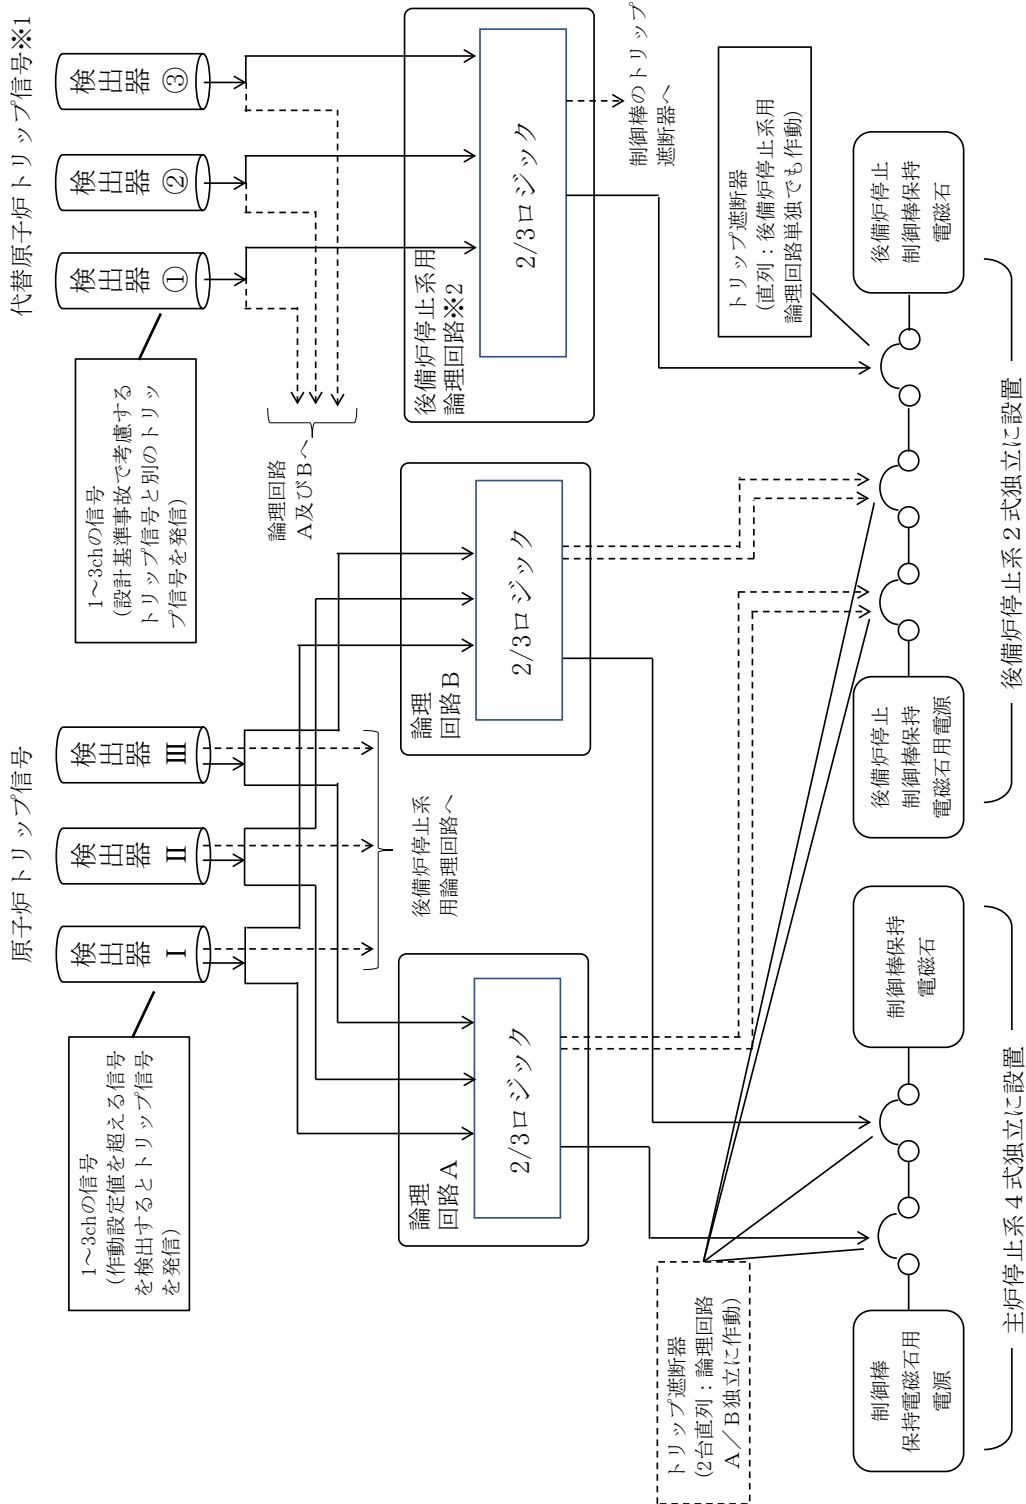 原子炉トリップ信号
代替原子炉トリップ信号※1
検出器 Ⅰ
検出器 Ⅱ
検出器 Ⅲ
検出器 ①
検出器 ②
検出器 ③
1～3chの信号
（作動設定値を超える信号
を検出するとトリップ信号
を発信）
1～3chの信号
（設計基準事故で考慮する
トリップ信号と別のトリッ
プ信号を発信）
論理回路
A及びBへ
後備炉停止系
用論理回路へ
論理
回路A
2/3ロジック
論理
回路B
2/3ロジック
後備炉停止系用
論理回路※2
2/3ロジック
制御棒のトリップ
遮断器へ
トリップ遮断器
(2台直列：論理回路
A／B独立に作動)
トリップ遮断器
(直列：後備炉停止系用
論理回路単独でも作動)
制御棒
保持電磁石用
電源
制御棒保持
電磁石
後備炉停止
制御棒保持
電磁石用電源
後備炉停止
制御棒保持
電磁石
主炉停止系４式独立に設置
後備炉停止系２式独立に設置